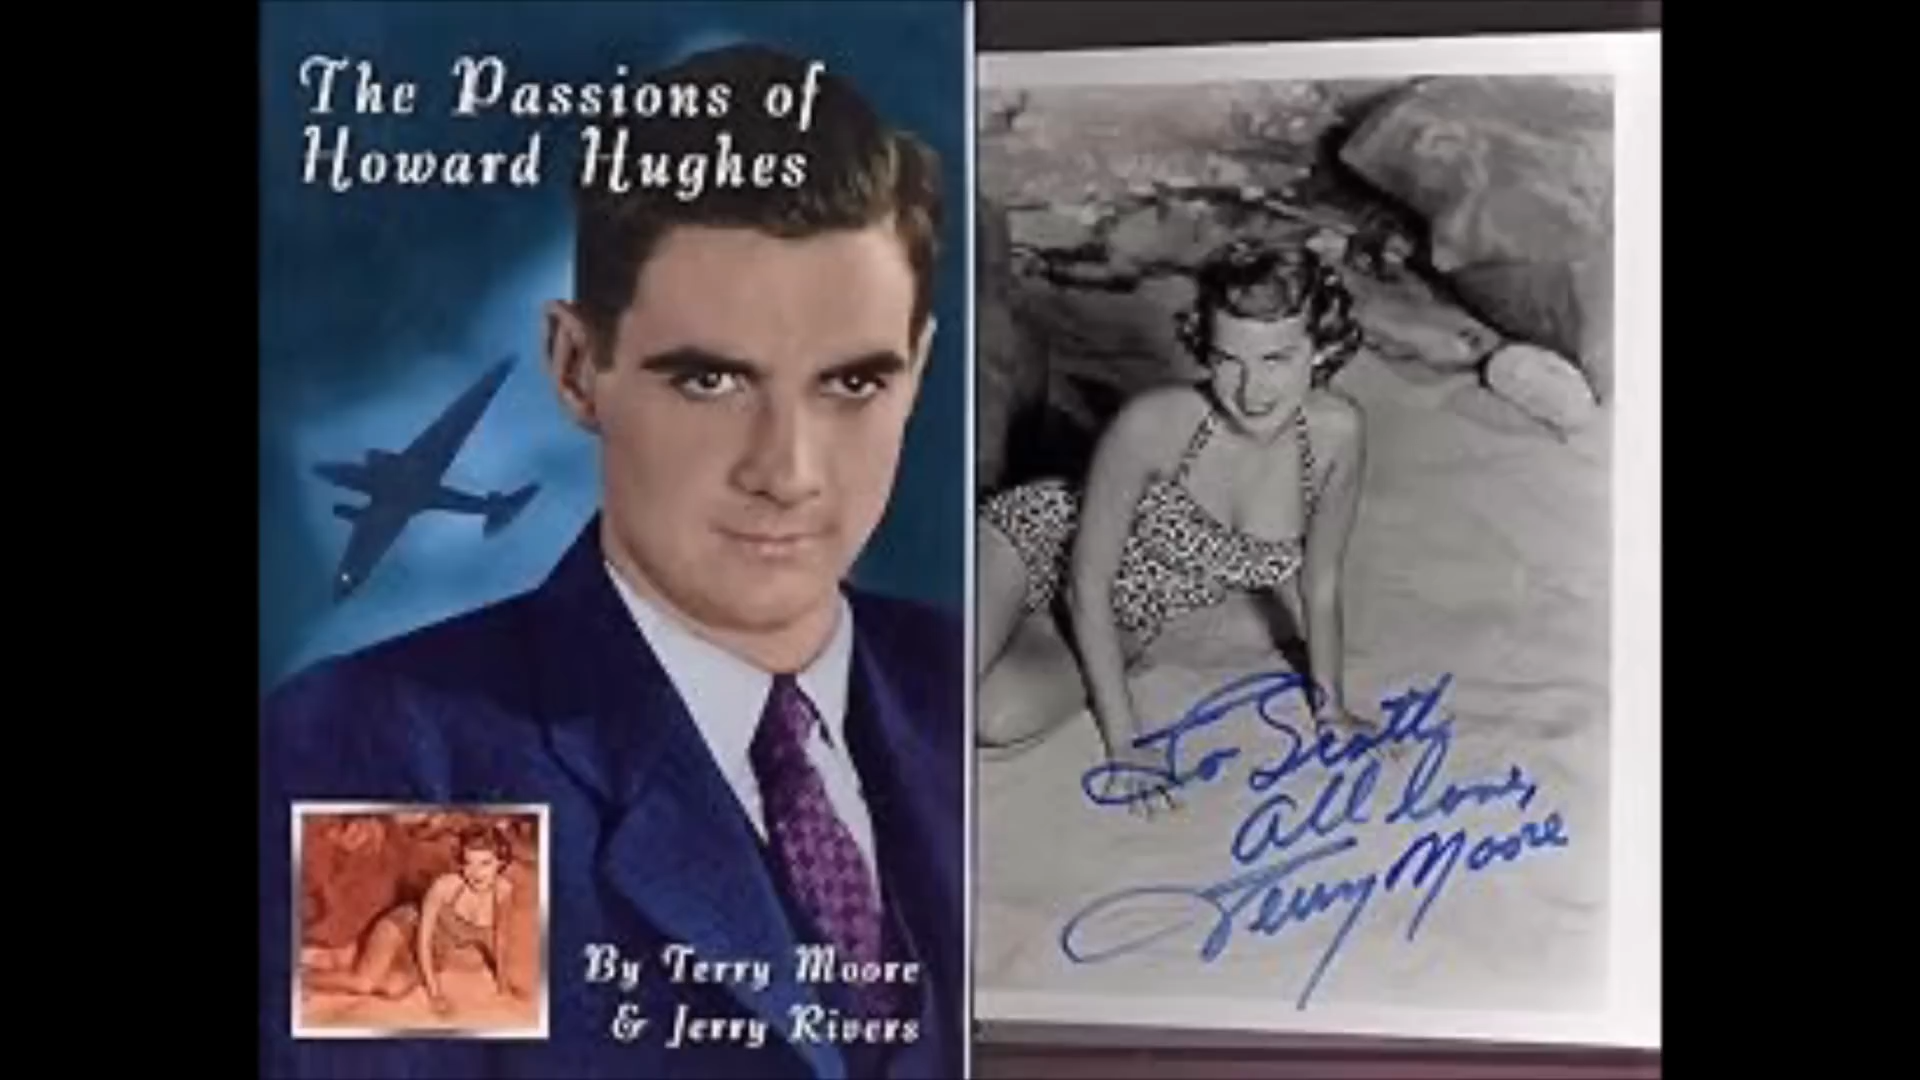 The Passions of
Howard Hughes
By Terry Moore
& Jerry Rivers
To Scott,
All love,
Terry Moore